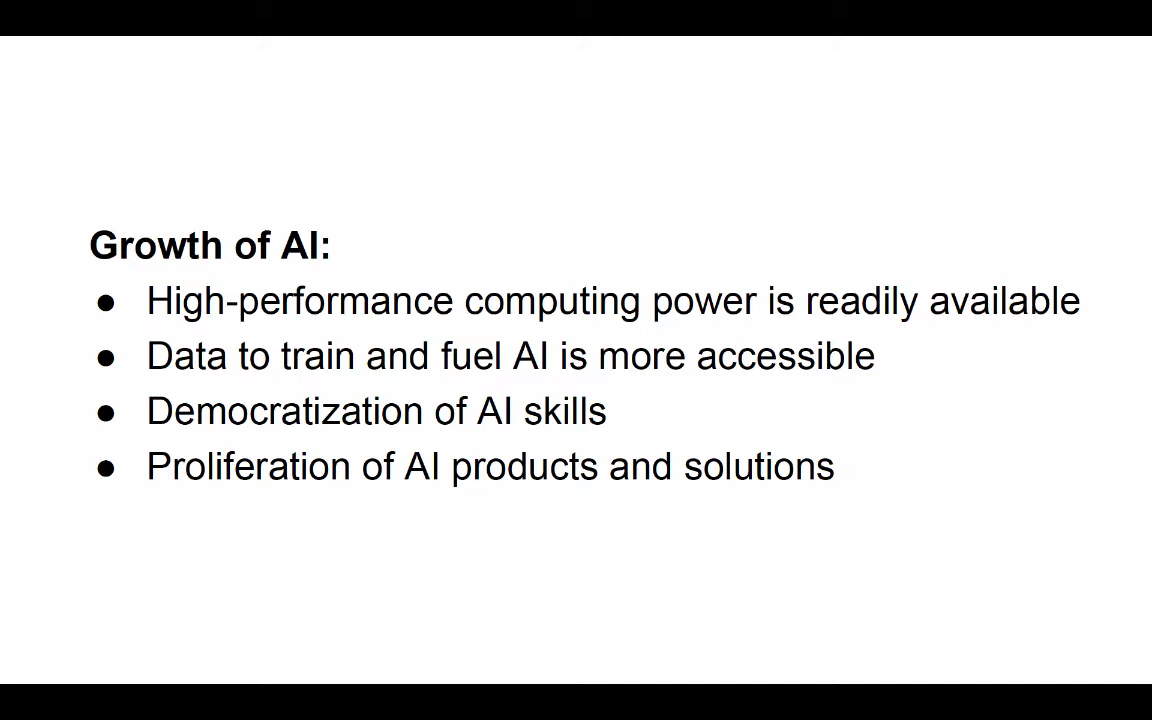 Growth of AI:
● High-performance computing power is readily available
● Data to train and fuel AI is more accessible
● Democratization of AI skills
● Proliferation of AI products and solutions